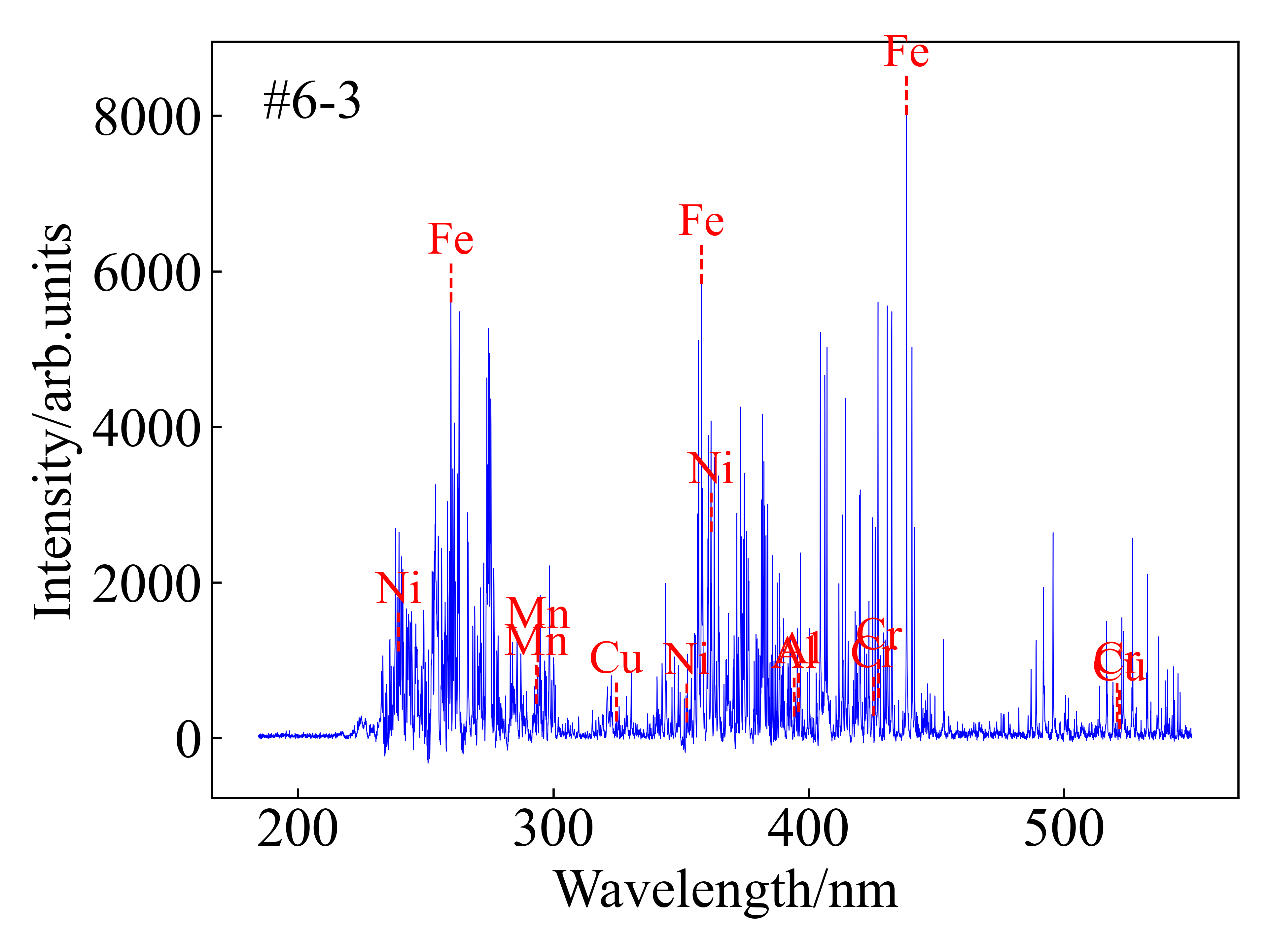 #6-3
Fe
Fe
Fe
Ni
Ni
Mn
Mn
Cu
Ni
Al
Cr
Cr
Cu
8000
6000
4000
2000
0
Intensity/arb.units
200
300
400
500
Wavelength/nm